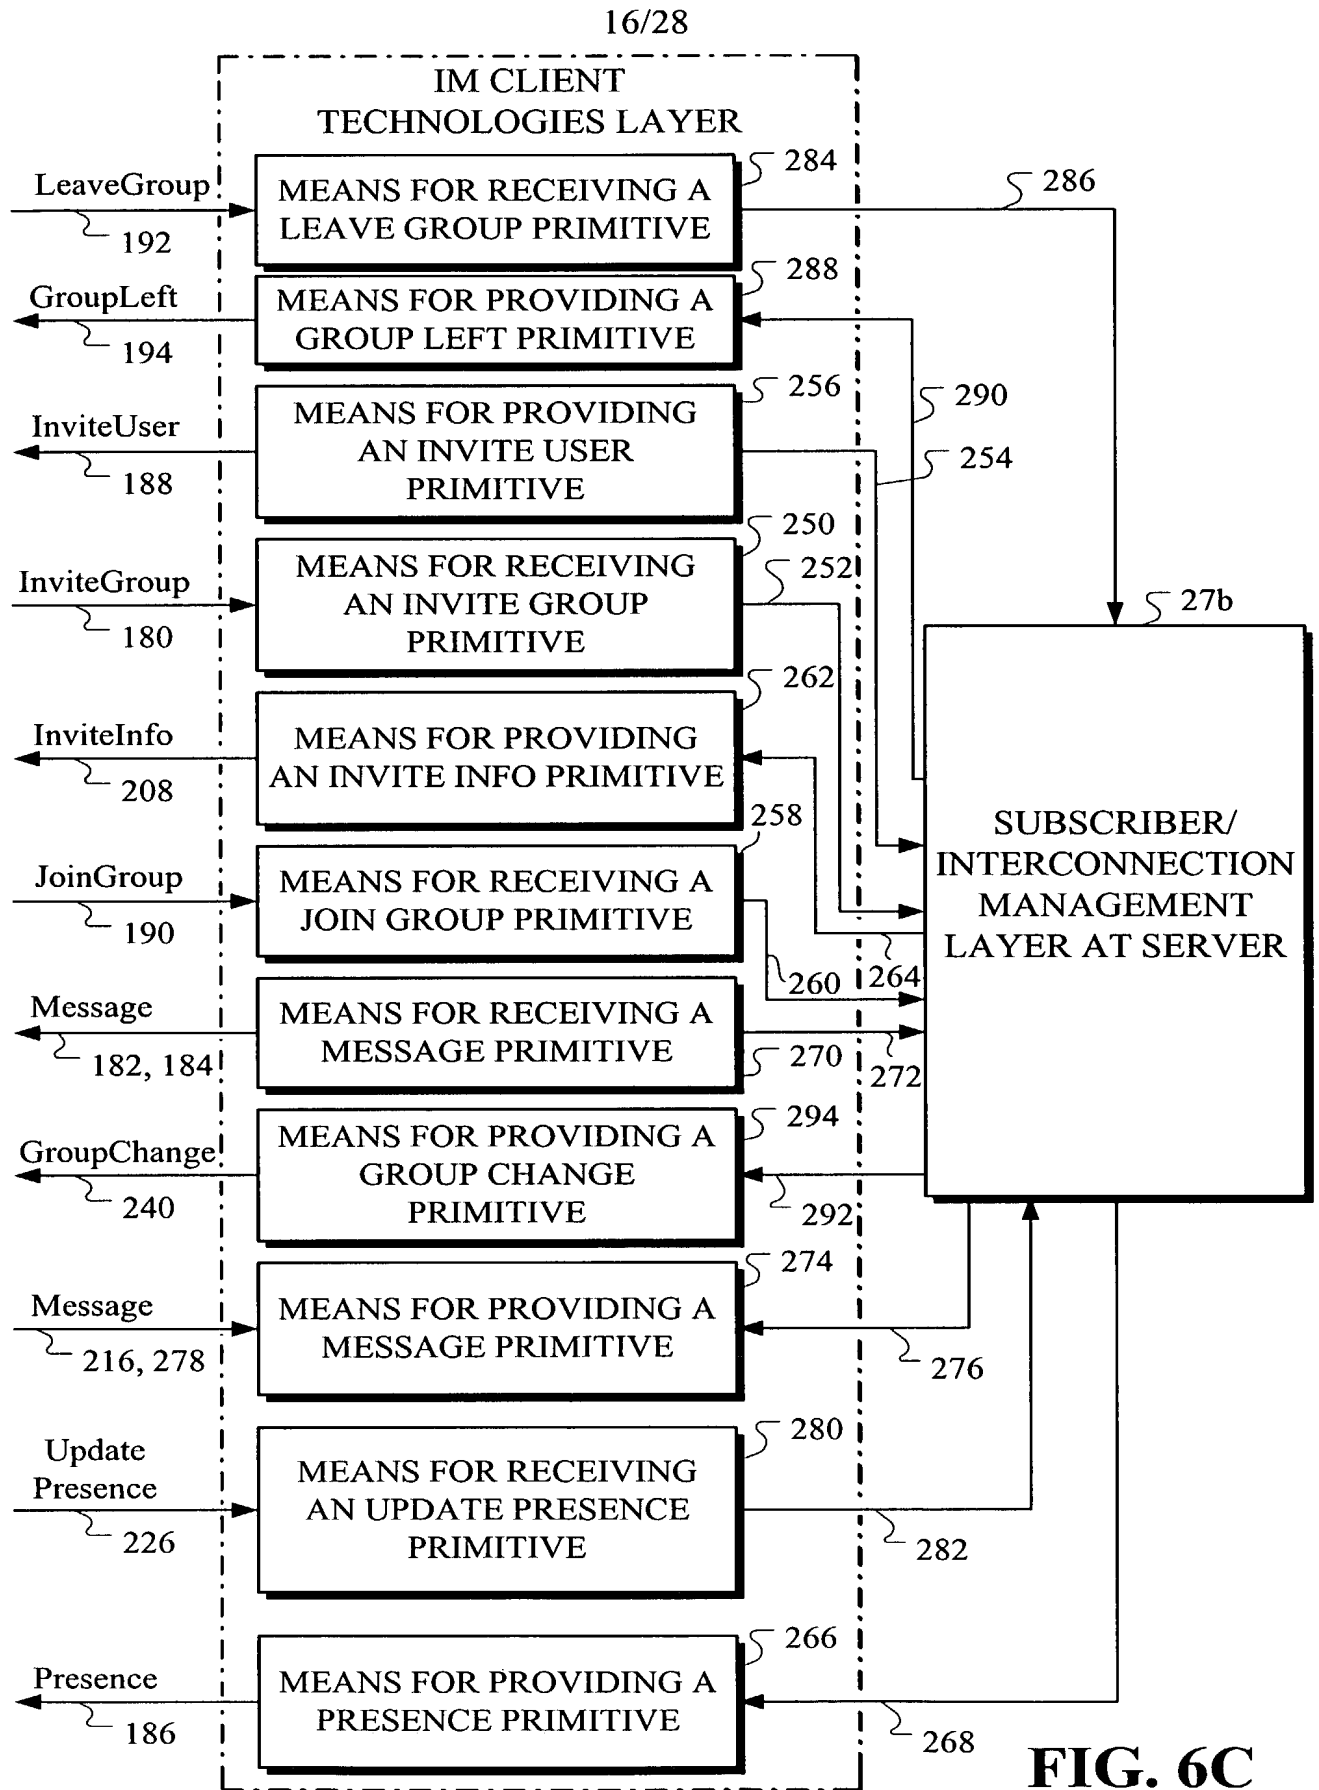 16/28
IM CLIENT
TECHNOLOGIES LAYER
LeaveGroup
192
MEANS FOR RECEIVING A
LEAVE GROUP PRIMITIVE
284
286
GroupLeft
194
MEANS FOR PROVIDING A
GROUP LEFT PRIMITIVE
288
290
InviteUser
188
MEANS FOR PROVIDING
AN INVITE USER
PRIMITIVE
256
254
InviteGroup
180
MEANS FOR RECEIVING
AN INVITE GROUP
PRIMITIVE
250
252
27b
InviteInfo
208
MEANS FOR PROVIDING
AN INVITE INFO PRIMITIVE
262
264
SUBSCRIBER/
INTERCONNECTION
MANAGEMENT
LAYER AT SERVER
JoinGroup
190
MEANS FOR RECEIVING A
JOIN GROUP PRIMITIVE
258
260
Message
182, 184
MEANS FOR RECEIVING A
MESSAGE PRIMITIVE
270
272
GroupChange
240
MEANS FOR PROVIDING A
GROUP CHANGE
PRIMITIVE
294
292
Message
216, 278
MEANS FOR PROVIDING A
MESSAGE PRIMITIVE
274
276
Update
Presence
226
MEANS FOR RECEIVING
AN UPDATE PRESENCE
PRIMITIVE
280
282
Presence
186
MEANS FOR PROVIDING A
PRESENCE PRIMITIVE
266
268
FIG. 6C